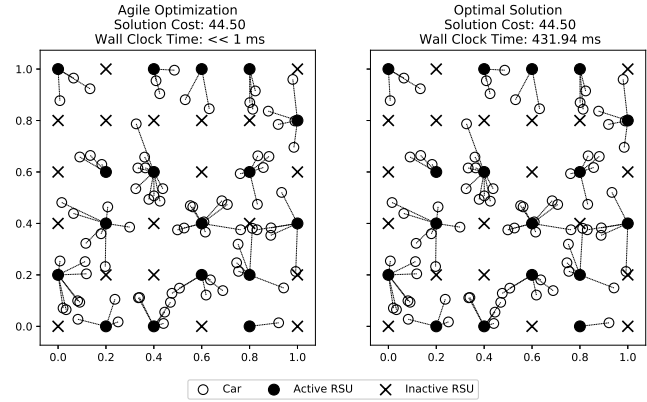 Agile Optimization
Solution Cost: 44.50
Wall Clock Time: << 1 ms
Optimal Solution
Solution Cost: 44.50
Wall Clock Time: 431.94 ms
1.0
0.8
0.6
0.4
0.2
0.0
0.0 0.2 0.4 0.6 0.8 1.0
0.0 0.2 0.4 0.6 0.8 1.0
Car Active RSU Inactive RSU